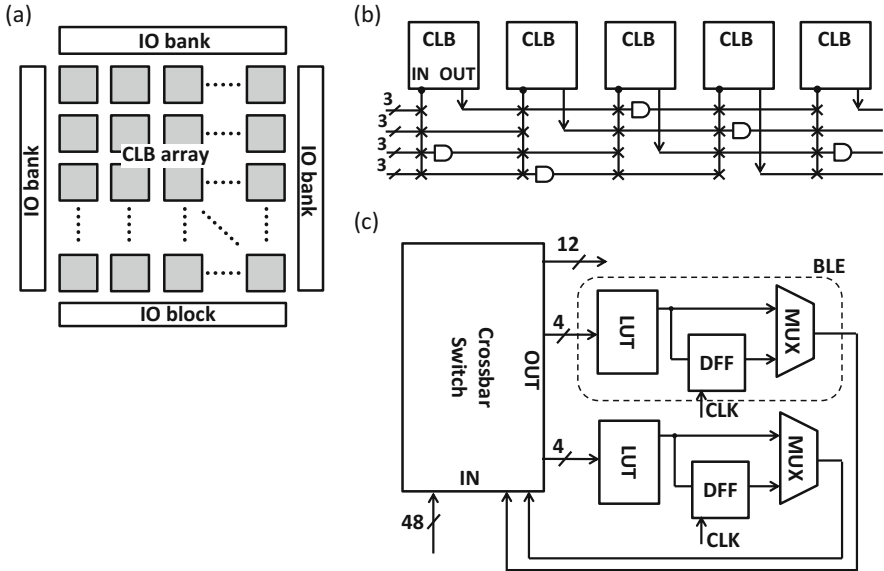 (a)
IO bank
IO bank
CLB array
IO bank
IO block
(b)
CLB
CLB
CLB
CLB
CLB
IN OUT
3
3
3
3
(c)
12
BLE
4
LUT
DFF
MUX
CLK
Crossbar
Switch
OUT
4
LUT
DFF
MUX
CLK
IN
48